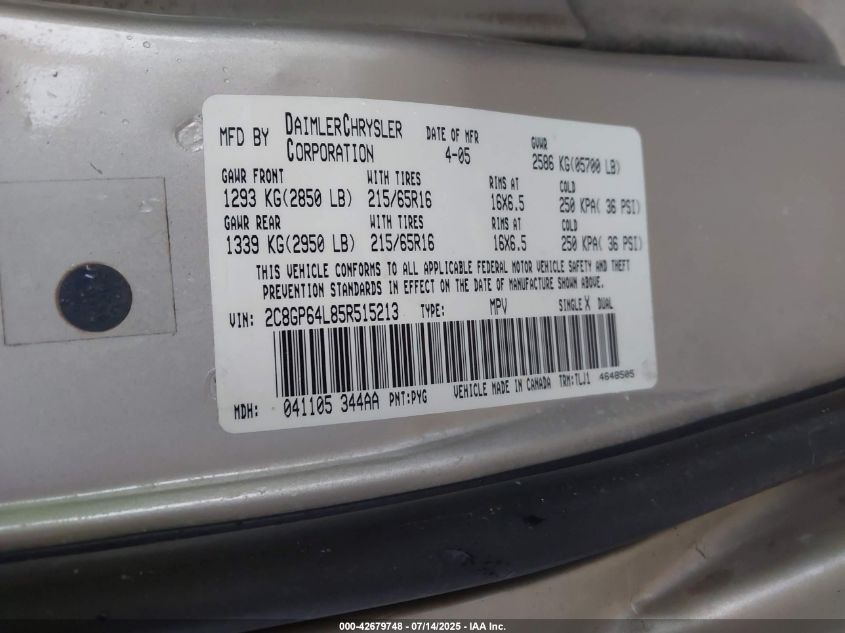 MFD BY DAIMLERCHRYSLER CORPORATION DATE OF MFR 4-05 GVWR 2586 KG(05700 LB)
GAWR FRONT WITH TIRES RIMS AT COLD
1293 KG(2850 LB) 215/65R16 16X6.5 250 KPA( 36 PSI)
GAWR REAR WITH TIRES RIMS AT COLD
1339 KG(2950 LB) 215/65R16 16X6.5 250 KPA( 36 PSI)
THIS VEHICLE CONFORMS TO ALL APPLICABLE FEDERAL MOTOR VEHICLE SAFETY AND THEFT
PREVENTION STANDARDS IN EFFECT ON THE DATE OF MANUFACTURE SHOWN ABOVE.
VIN: 2C8GP64L85R515213 TYPE: MPV SINGLE X DUAL
MDH: 041105 344AA PNT:PYG VEHICLE MADE IN CANADA TRM:TLJ1 4648505
000-42679748 - 07/14/2025 - IAA Inc.